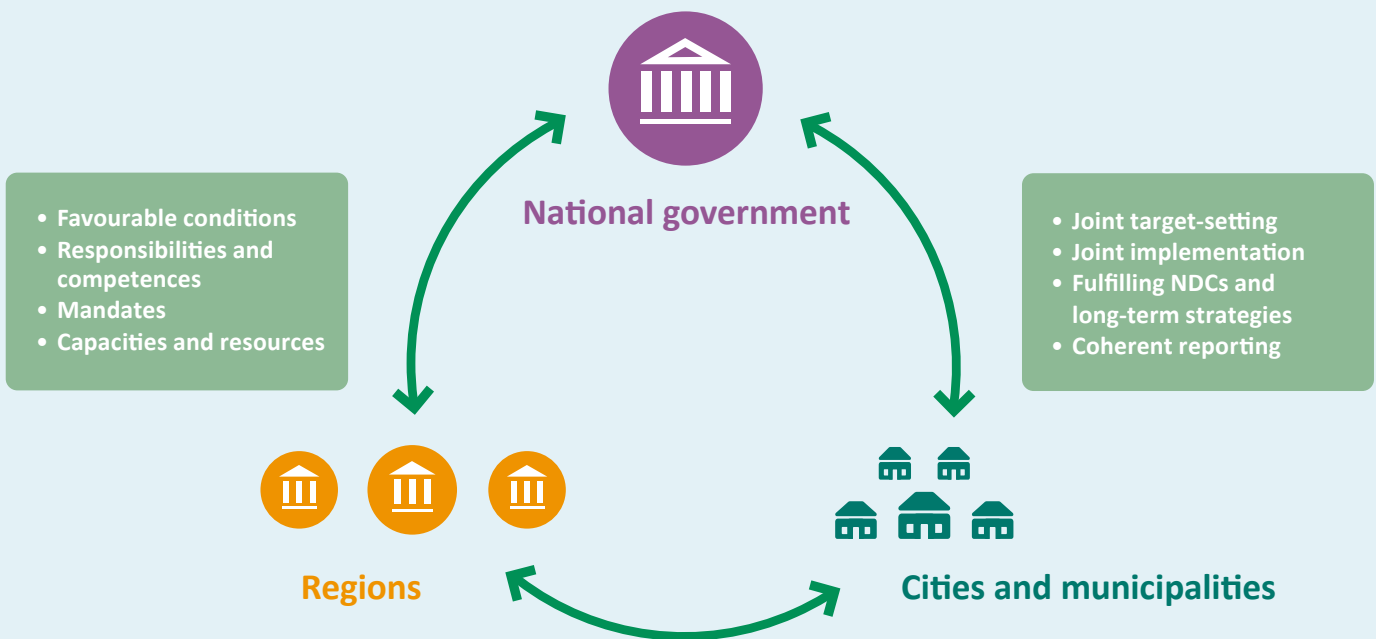 National government
• Favourable conditions
• Responsibilities and
competences
• Mandates
• Capacities and resources
• Joint target-setting
• Joint implementation
• Fulfilling NDCs and
long-term strategies
• Coherent reporting
Regions
Cities and municipalities